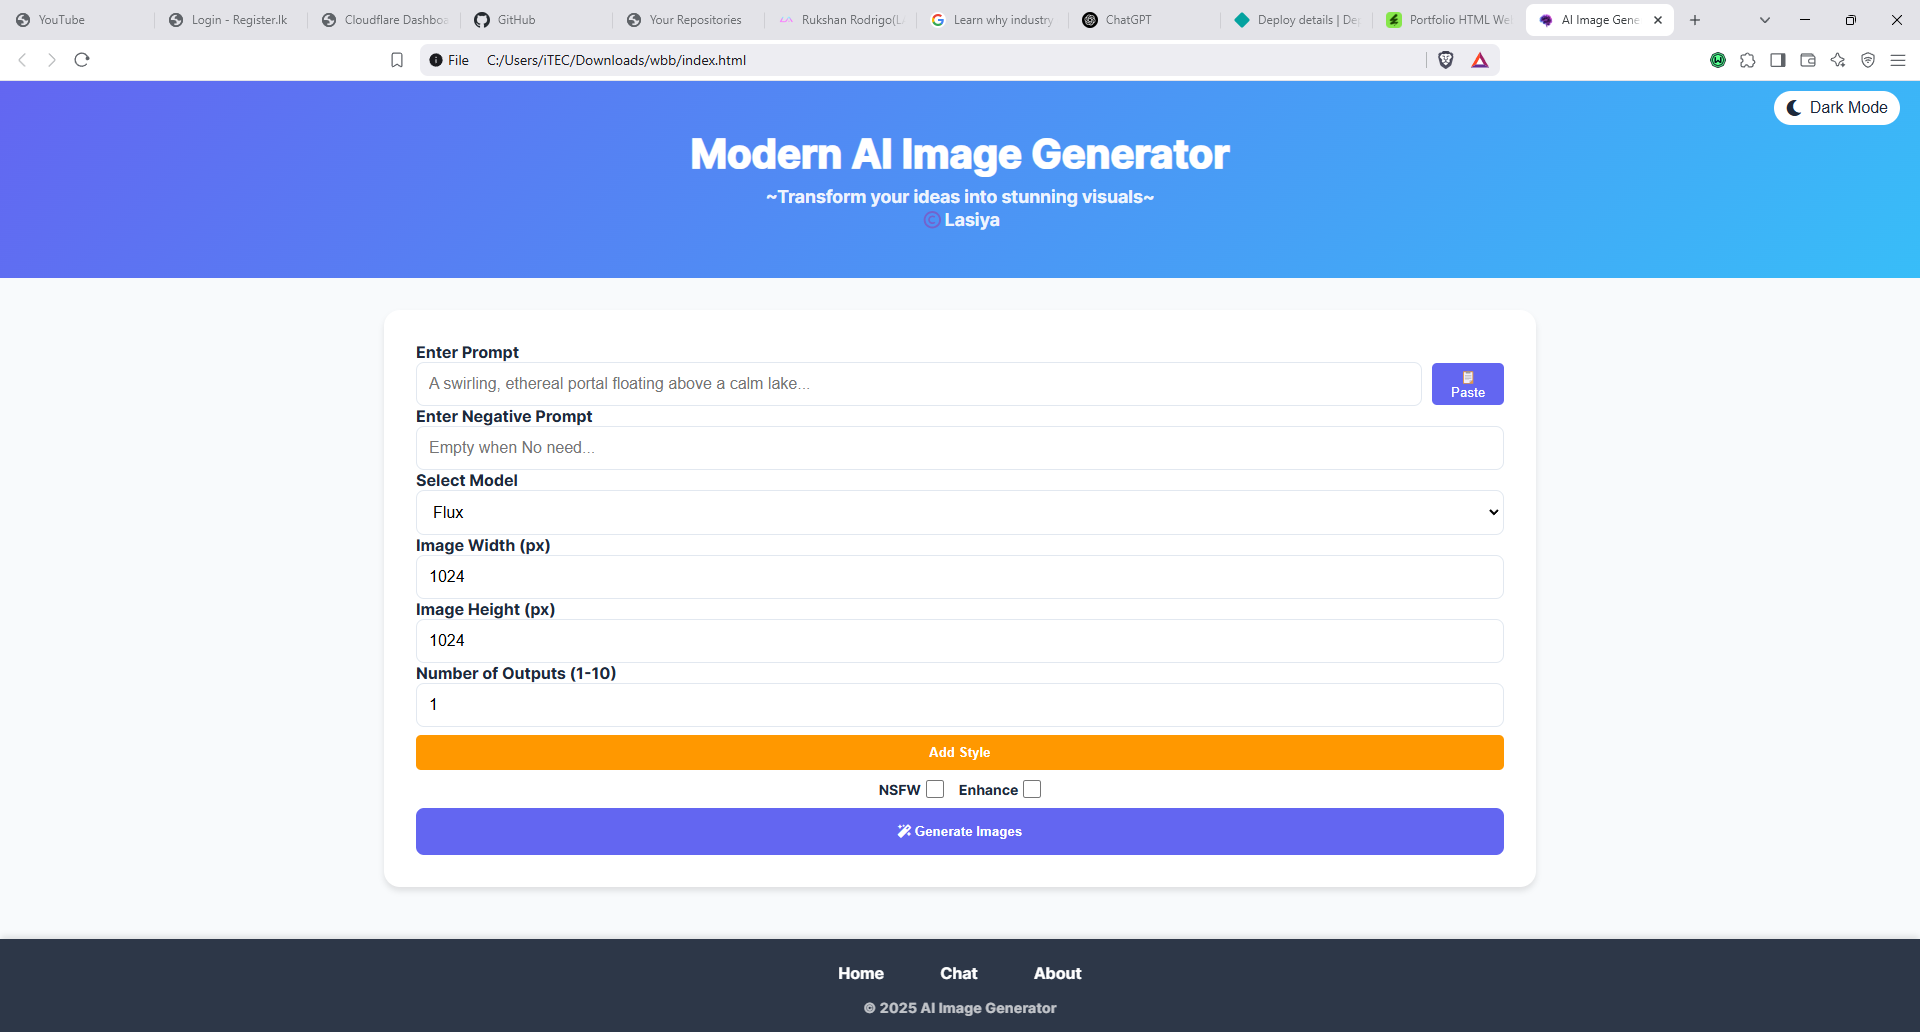 YouTube
Login - Register.lk
Cloudflare Dashboa
GitHub
Your Repositories
Rukshan Rodrigo(L
Learn why industry
ChatGPT
Deploy details | De
Portfolio HTML We
AI Image Gene
File C:/Users/iTEC/Downloads/wbb/index.html
Dark Mode
Modern AI Image Generator
~Transform your ideas into stunning visuals~
© Lasiya
Enter Prompt
A swirling, ethereal portal floating above a calm lake...
Paste
Enter Negative Prompt
Empty when No need...
Select Model
Flux
Image Width (px)
1024
Image Height (px)
1024
Number of Outputs (1-10)
1
Add Style
NSFW Enhance
Generate Images
Home Chat About
© 2025 AI Image Generator